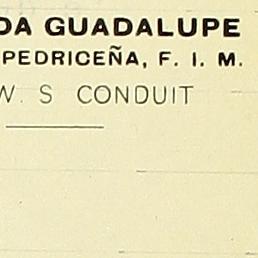 DA GUADALUPE
PEDRICEÑA, F. I. M.
W. S CONDUIT